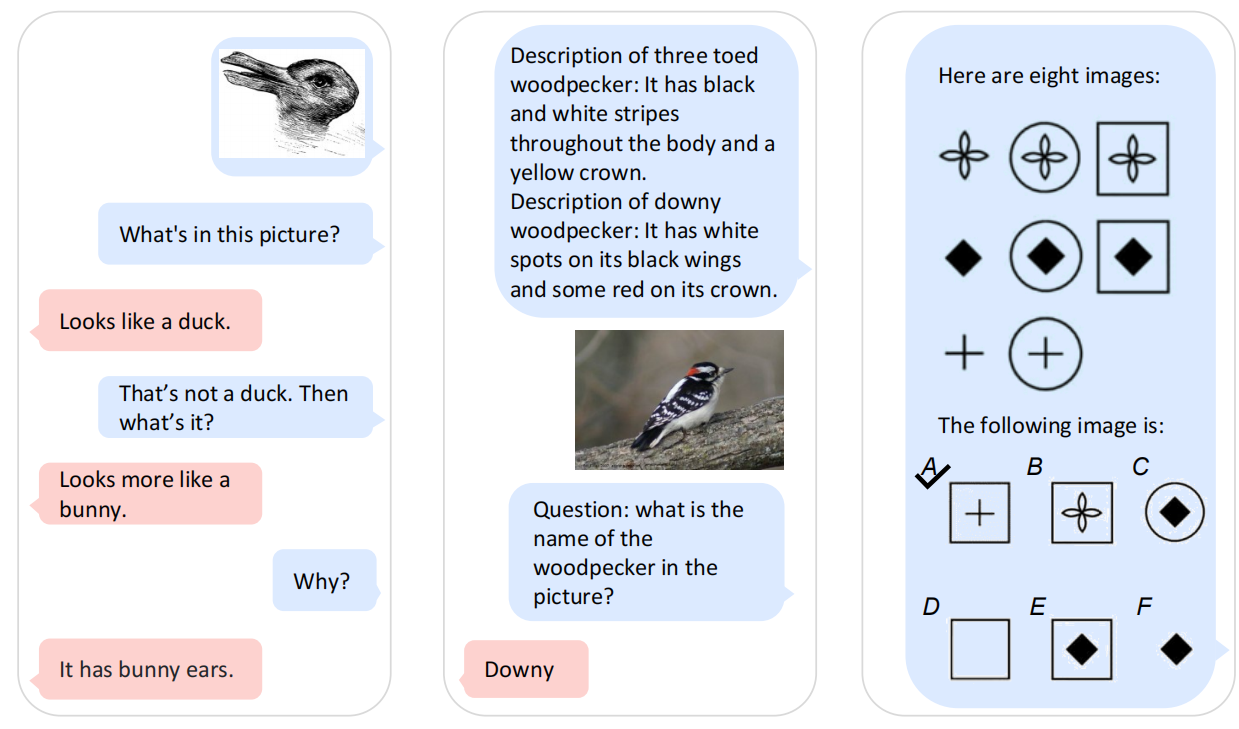 What's in this picture?
Looks like a duck.
That's not a duck. Then
what's it?
Looks more like a
bunny.
Why?
It has bunny ears.
Description of three toed
woodpecker: It has black
and white stripes
throughout the body and a
yellow crown.
Description of downy
woodpecker: It has white
spots on its black wings
and some red on its crown.
Question: what is the
name of the
woodpecker in the
picture?
Downy
Here are eight images:
The following image is:
A B C
D E F